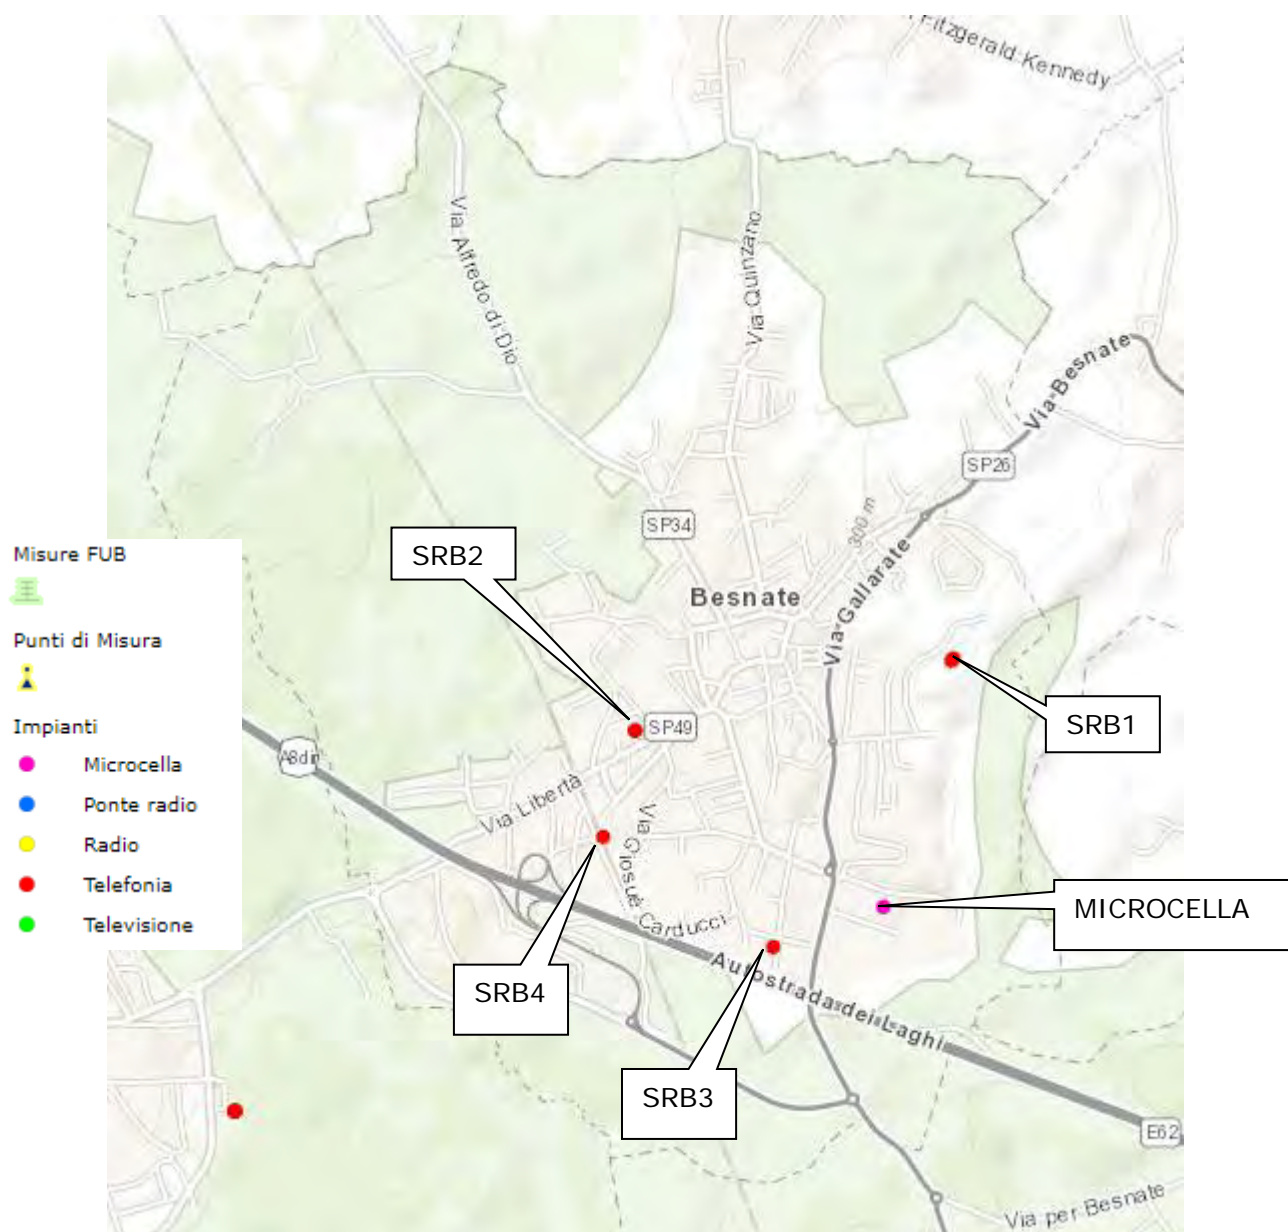 Fitzgerald Kennedy
Via Alfredo di Dio
Via Quinzano
Via Besnate
SP26
300 m
SP34
SRB2
Via Gallarate
Besnate
Misure FUB
Punti di Misura
Impianti
Microcella
Ponte radio
Radio
Telefonia
Televisione
SRB1
SP49
A8dir
Via Libertà
Via Giosuè Carducci
MICROCELLA
SRB4
Autostrada dei Laghi
SRB3
E62
Via per Besnate